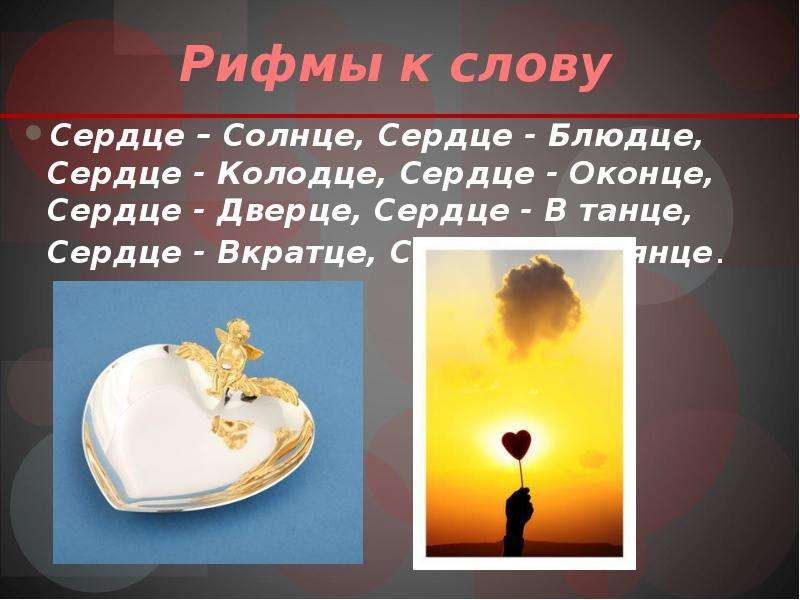 Рифмы к слову
Сердце – Солнце, Сердце - Блюдце,
Сердце - Колодце, Сердце - Оконце,
Сердце - Дверце, Сердце - В танце,
Сердце - Вкратце,